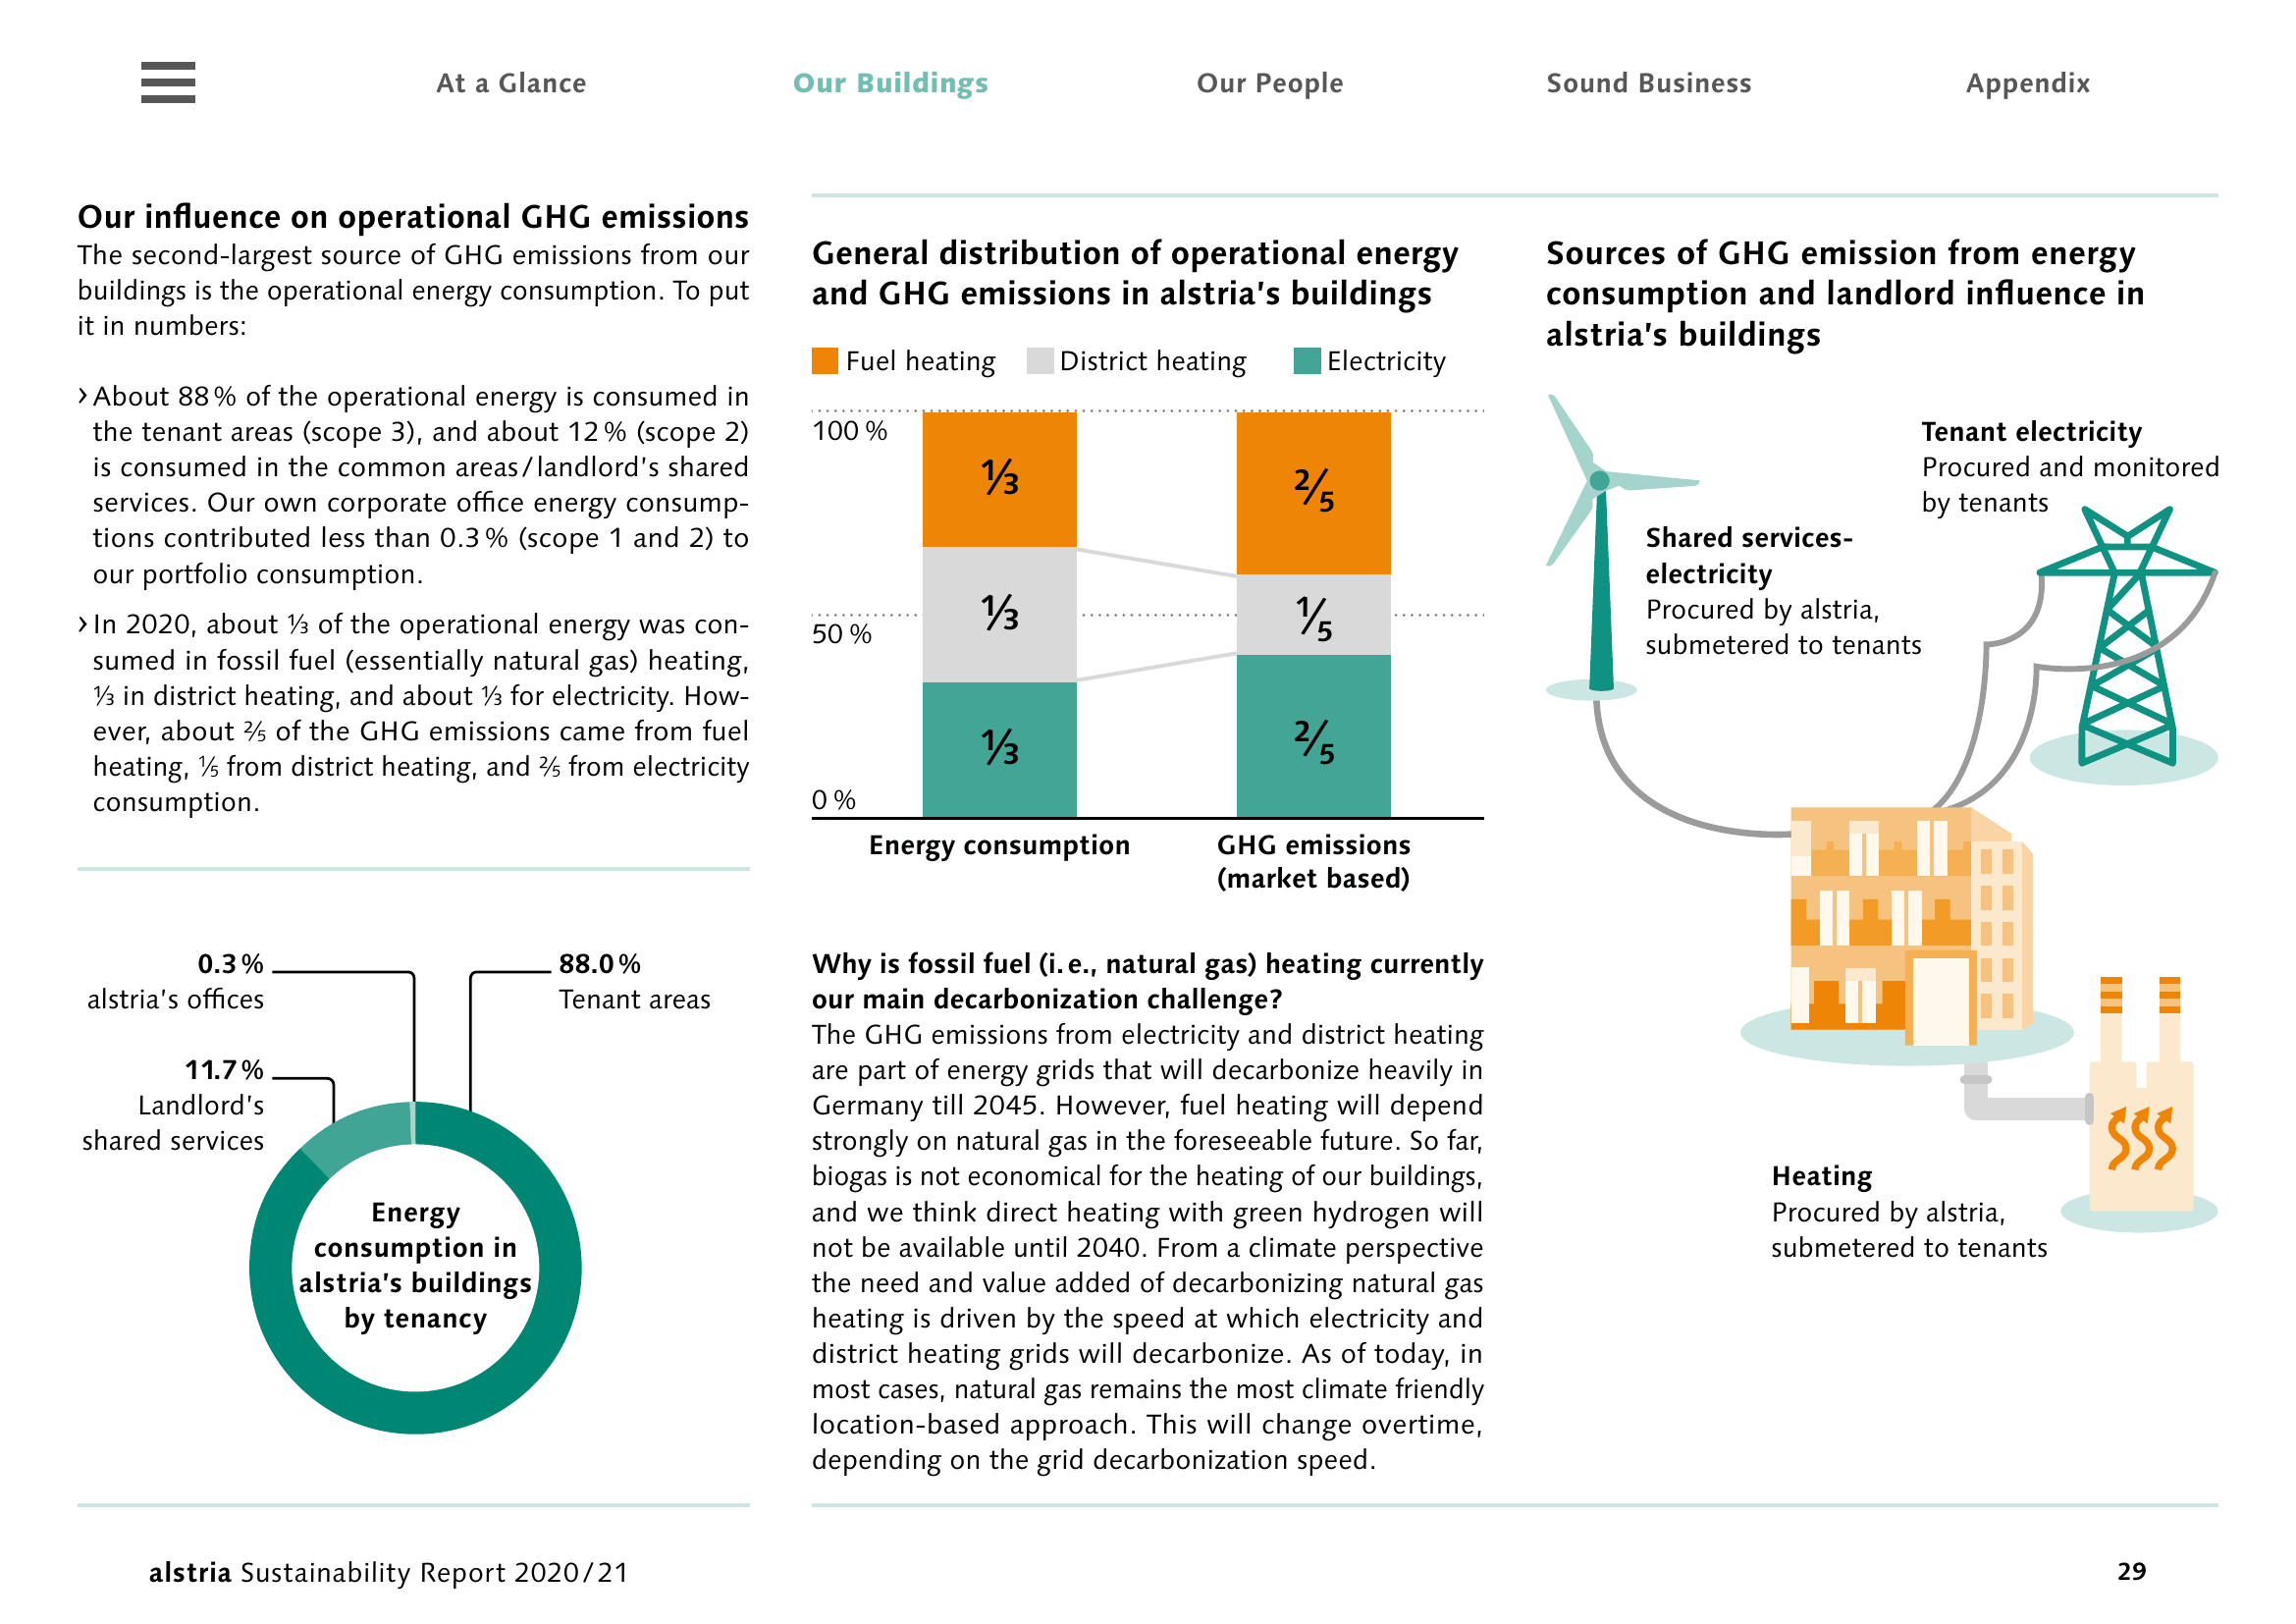 At a Glance
Our Buildings
Our People
Sound Business
Appendix
Our influence on operational GHG emissions
The second-largest source of GHG emissions from our
buildings is the operational energy consumption. To put
it in numbers:
› About 88 % of the operational energy is consumed in
the tenant areas (scope 3), and about 12 % (scope 2)
is consumed in the common areas / landlord's shared
services. Our own corporate office energy consump-
tions contributed less than 0.3 % (scope 1 and 2) to
our portfolio consumption.
› In 2020, about ⅓ of the operational energy was con-
sumed in fossil fuel (essentially natural gas) heating,
⅓ in district heating, and about ⅓ for electricity. How-
ever, about ⅖ of the GHG emissions came from fuel
heating, ⅕ from district heating, and ⅖ from electricity
consumption.
0.3 %
alstria's offices
88.0 %
Tenant areas
11.7 %
Landlord's
shared services
Energy
consumption in
alstria's buildings
by tenancy
General distribution of operational energy
and GHG emissions in alstria's buildings
Fuel heating
District heating
Electricity
100 %
50 %
0 %
⅓
⅓
⅓
⅖
⅕
⅖
Energy consumption
GHG emissions
(market based)
Why is fossil fuel (i. e., natural gas) heating currently
our main decarbonization challenge?
The GHG emissions from electricity and district heating
are part of energy grids that will decarbonize heavily in
Germany till 2045. However, fuel heating will depend
strongly on natural gas in the foreseeable future. So far,
biogas is not economical for the heating of our buildings,
and we think direct heating with green hydrogen will
not be available until 2040. From a climate perspective
the need and value added of decarbonizing natural gas
heating is driven by the speed at which electricity and
district heating grids will decarbonize. As of today, in
most cases, natural gas remains the most climate friendly
location-based approach. This will change overtime,
depending on the grid decarbonization speed.
Sources of GHG emission from energy
consumption and landlord influence in
alstria's buildings
Tenant electricity
Procured and monitored
by tenants
Shared services-
electricity
Procured by alstria,
submetered to tenants
Heating
Procured by alstria,
submetered to tenants
alstria Sustainability Report 2020 / 21
29